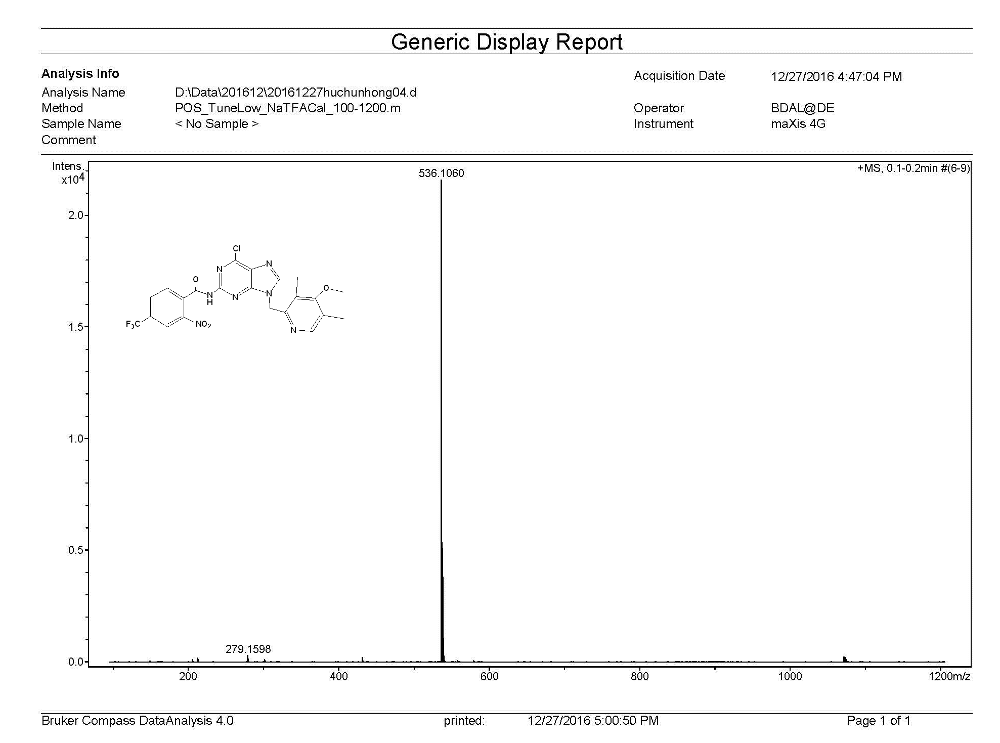 Generic Display Report
Analysis Info
Acquisition Date 12/27/2016 4:47:04 PM
Analysis Name D:\Data\201612\20161227huchunhong04.d
Method POS_TuneLow_NaTFACal_100-1200.m Operator BDAL@DE
Sample Name < No Sample > Instrument maXis 4G
Comment
Intens.
x10⁴
+MS, 0.1-0.2min #(6-9)
536.1060
2.0
Cl
N
N
O
N
N
N
H
O
F₃C
NO₂
N
1.5
1.0
0.5
279.1598
0.0
200 400 600 800 1000 1200 m/z
Bruker Compass DataAnalysis 4.0 printed: 12/27/2016 5:00:50 PM Page 1 of 1